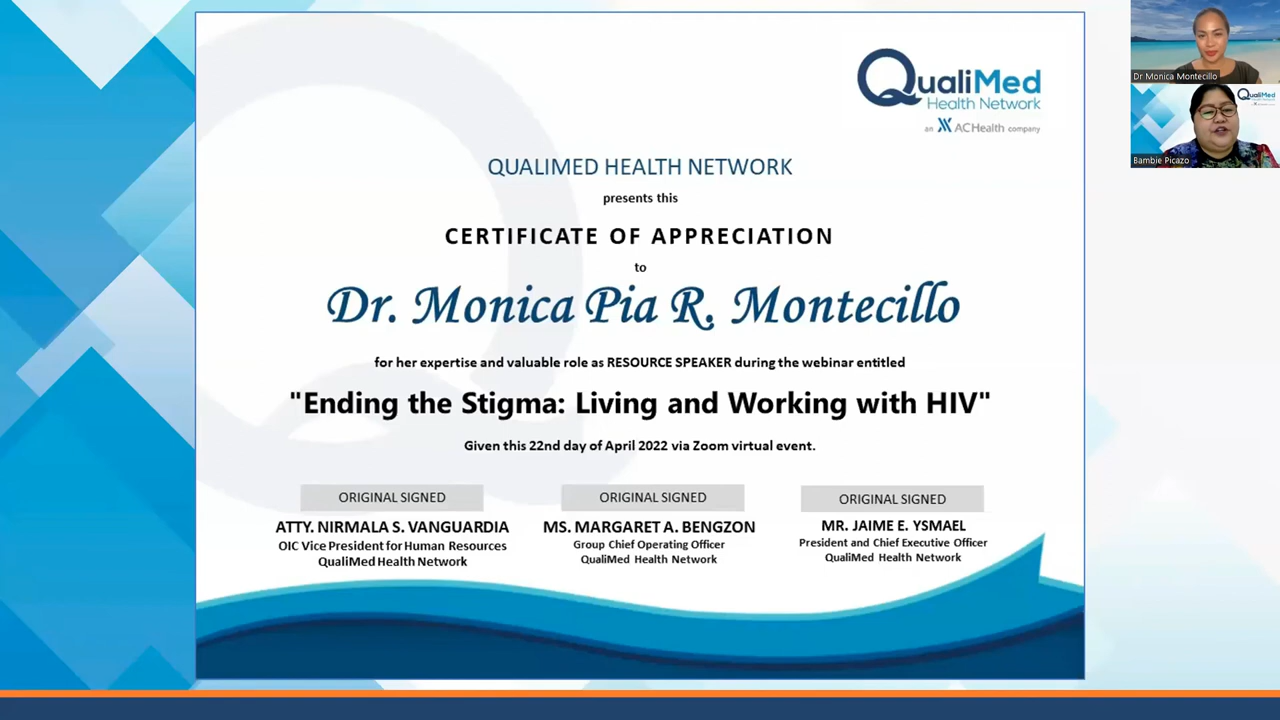 QualiMed
Health Network
an ACHealth company
QUALIMED HEALTH NETWORK
presents this
CERTIFICATE OF APPRECIATION
to
Dr. Monica Pia R. Montecillo
for her expertise and valuable role as RESOURCE SPEAKER during the webinar entitled
"Ending the Stigma: Living and Working with HIV"
Given this 22nd day of April 2022 via Zoom virtual event.
ORIGINAL SIGNED
ATTY. NIRMALA S. VANGUARDIA
OIC Vice President for Human Resources
QualiMed Health Network
ORIGINAL SIGNED
MS. MARGARET A. BENGZON
Group Chief Operating Officer
QualiMed Health Network
ORIGINAL SIGNED
MR. JAIME E. YSMAEL
President and Chief Executive Officer
QualiMed Health Network
Dr Monica Montecillo
QualiMed
Health Network
Bambie Picazo